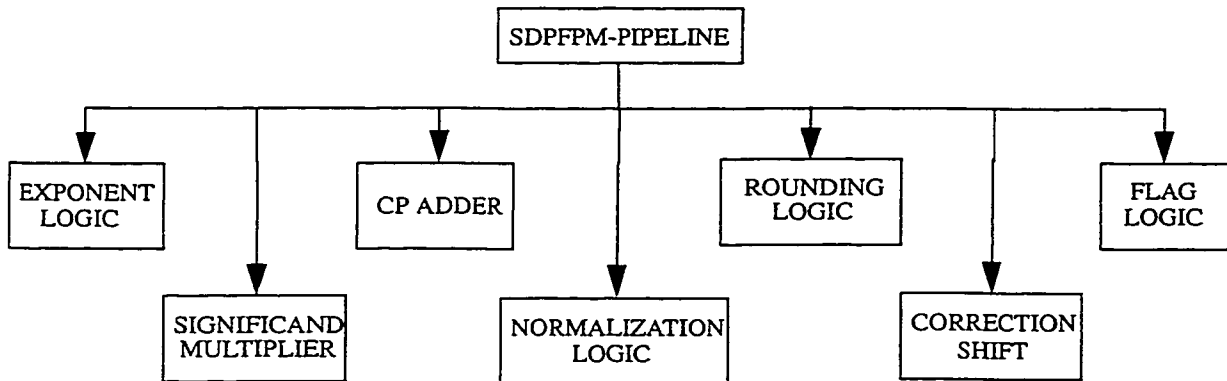 SDPFPM-PIPELINE
EXPONENT
LOGIC
CP ADDER
ROUNDING
LOGIC
FLAG
LOGIC
SIGNIFICAND
MULTIPLIER
NORMALIZATION
LOGIC
CORRECTION
SHIFT